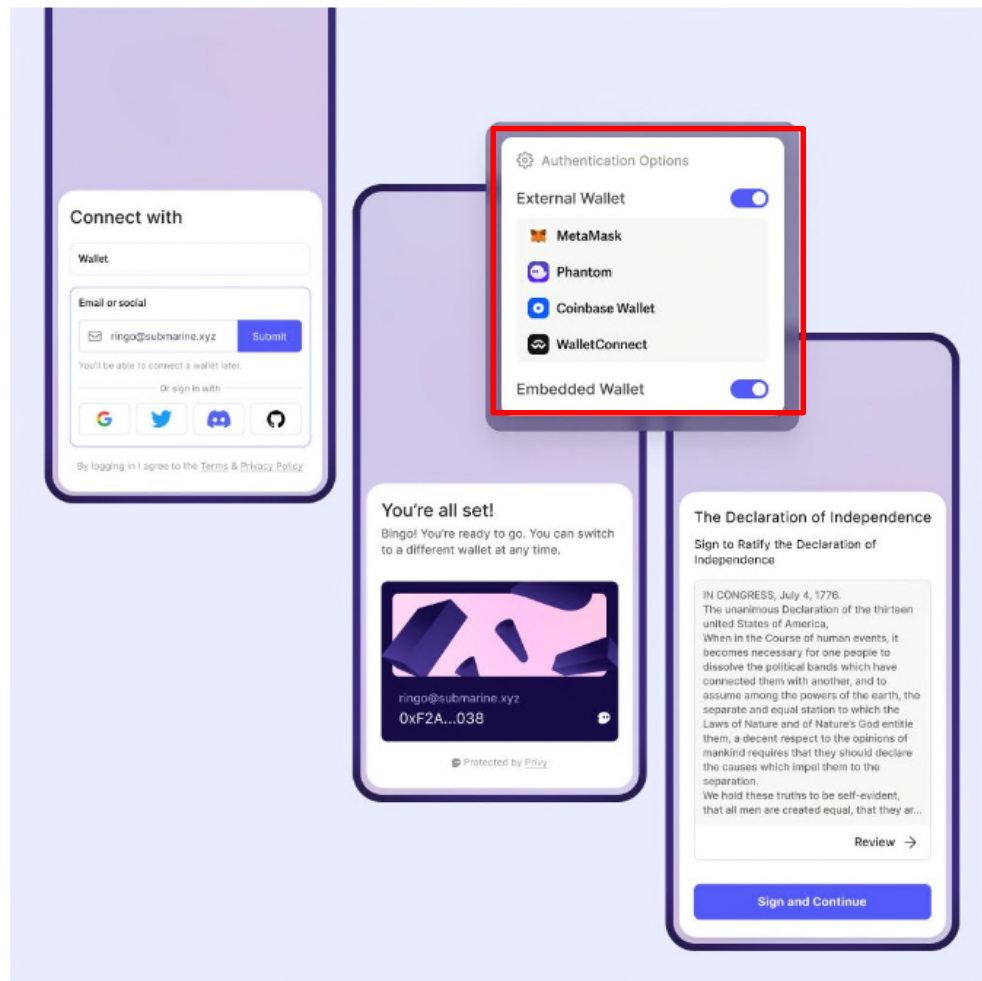 Connect with
Wallet
Email or social
ringo@submarine.xyz
Submit
You'll be able to connect a wallet later.
Or sign in with
By logging in I agree to the Terms & Privacy Policy
Authentication Options
External Wallet
MetaMask
Phantom
Coinbase Wallet
WalletConnect
Embedded Wallet
You're all set!
Bingo! You're ready to go. You can switch
to a different wallet at any time.
ringo@submarine.xyz
0xF2A...038
Protected by Privy
The Declaration of Independence
Sign to Ratify the Declaration of
Independence
IN CONGRESS, July 4, 1776.
The unanimous Declaration of the thirteen
united States of America,
When in the Course of human events, it
becomes necessary for one people to
dissolve the political bands which have
connected them with another, and to
assume among the powers of the earth, the
separate and equal station to which the
Laws of Nature and of Nature's God entitle
them, a decent respect to the opinions of
mankind requires that they should declare
the causes which impel them to the
separation.
We hold these truths to be self-evident,
that all men are created equal, that they ar...
Review
Sign and Continue